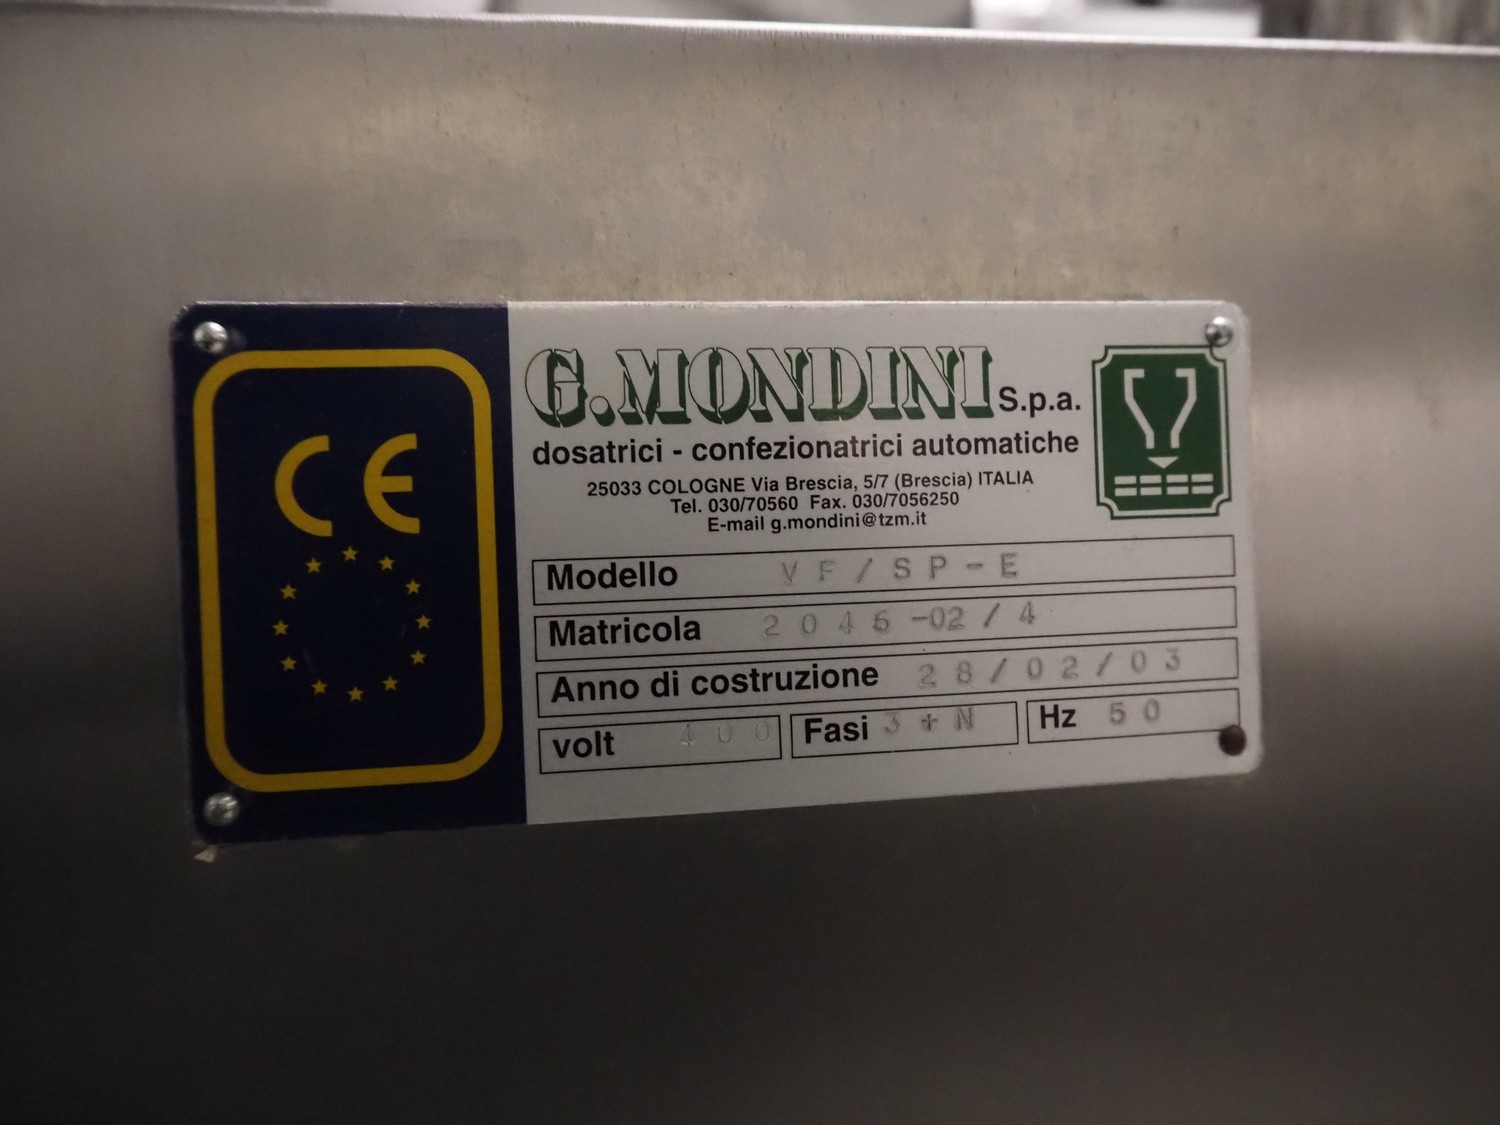 CE
G.MONDINI S.p.a.
dosatrici - confezionatrici automatiche
25033 COLOGNE Via Brescia, 5/7 (Brescia) ITALIA
Tel. 030/70560 Fax. 030/7056250
E-mail g.mondini@tzm.it
Modello VF/SP-E
Matricola 2046-02/4
Anno di costruzione 28/02/03
volt 400 Fasi 3+N Hz 50